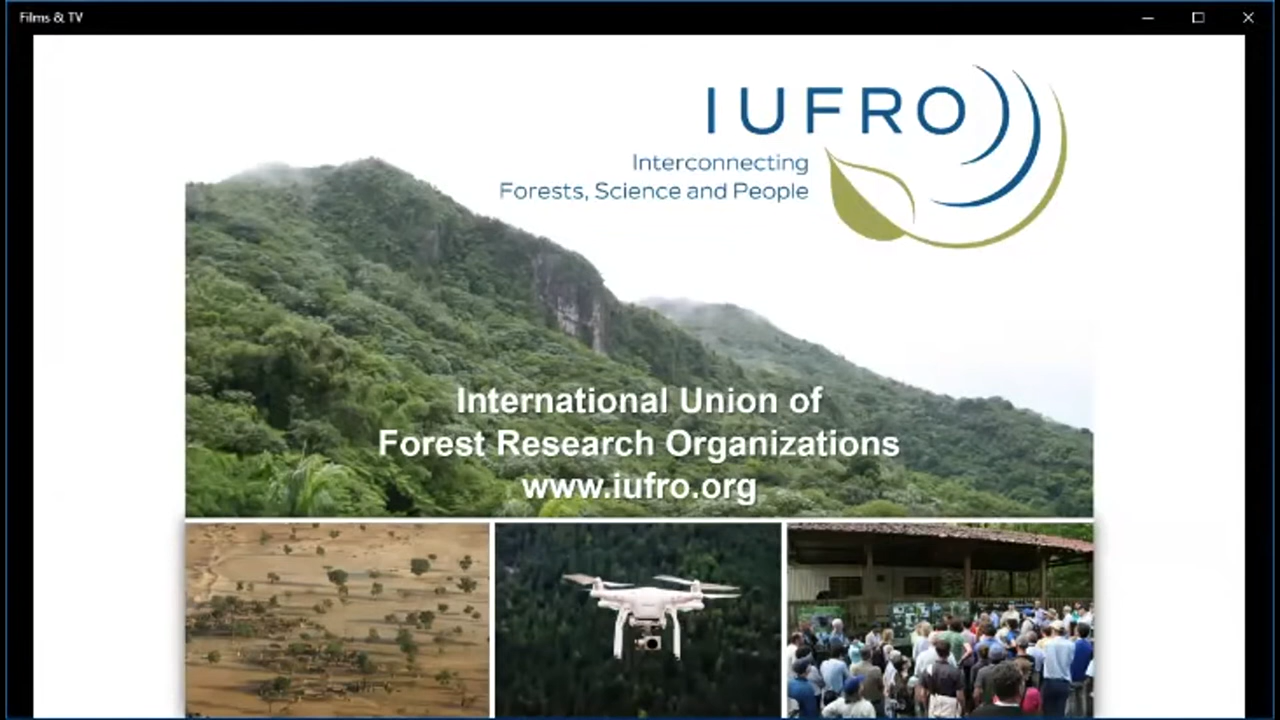 Films & TV
IUFRO
Interconnecting
Forests, Science and People
International Union of
Forest Research Organizations
www.iufro.org